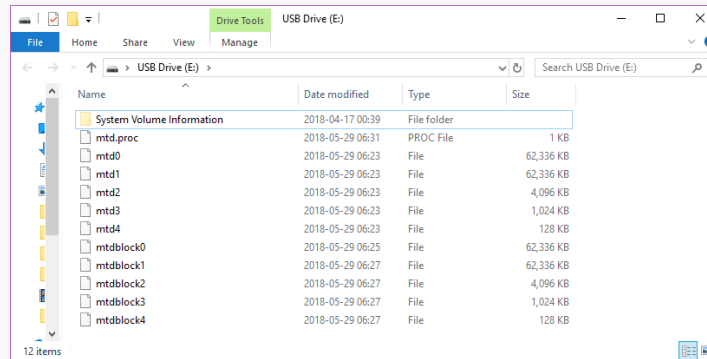 Drive Tools USB Drive (E:)
File Home Share View Manage
USB Drive (E:) Search USB Drive (E:)
Name Date modified Type Size
System Volume Information 2018-04-17 00:39 File folder
mtd.proc 2018-05-29 06:31 PROC File 1 KB
mtd0 2018-05-29 06:23 File 62,336 KB
mtd1 2018-05-29 06:23 File 62,336 KB
mtd2 2018-05-29 06:23 File 4,096 KB
mtd3 2018-05-29 06:23 File 1,024 KB
mtd4 2018-05-29 06:23 File 128 KB
mtdblock0 2018-05-29 06:25 File 62,336 KB
mtdblock1 2018-05-29 06:27 File 62,336 KB
mtdblock2 2018-05-29 06:27 File 4,096 KB
mtdblock3 2018-05-29 06:27 File 1,024 KB
mtdblock4 2018-05-29 06:27 File 128 KB
12 items